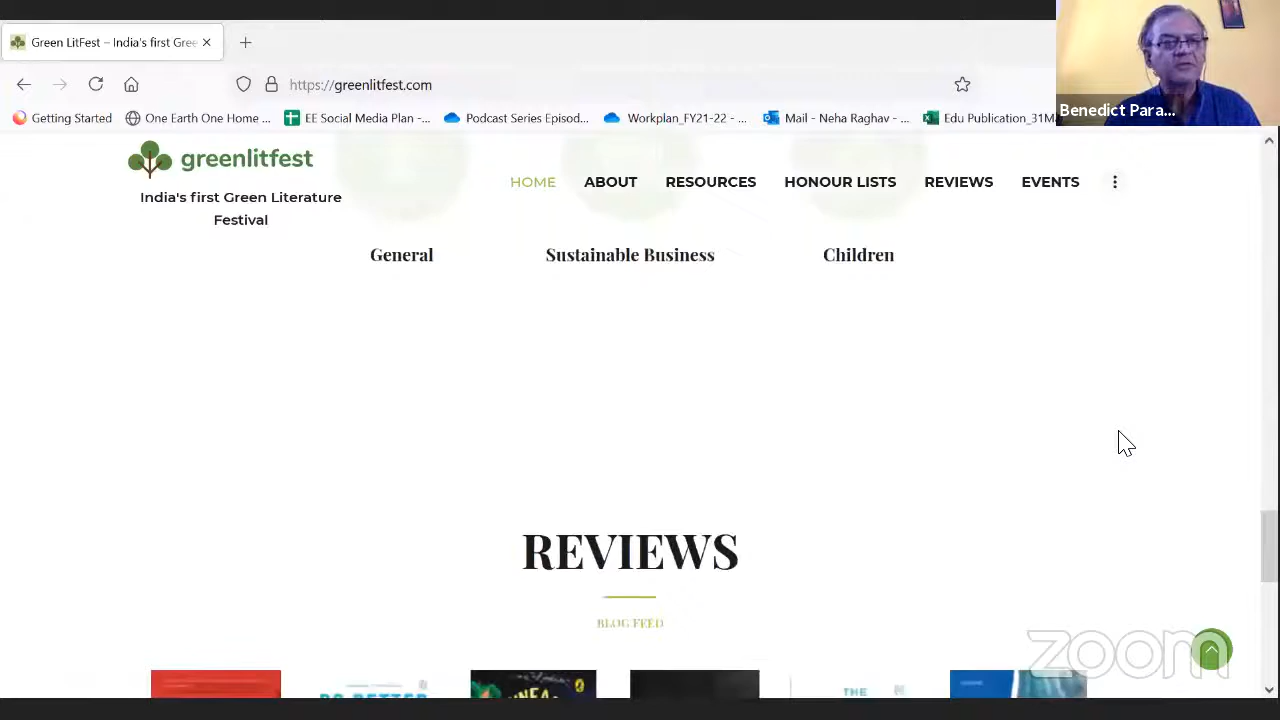 Green LitFest – India's first Gree
https://greenlitfest.com
Benedict Para...
Getting Started
One Earth One Home ...
EE Social Media Plan -...
Podcast Series Episod...
Workplan_FY21-22 - ...
Mail - Neha Raghav - ...
Edu Publication_31M
greenlitfest
India's first Green Literature
Festival
HOME
ABOUT
RESOURCES
HONOUR LISTS
REVIEWS
EVENTS
General
Sustainable Business
Children
REVIEWS
BLOG FEED
THE
zoom